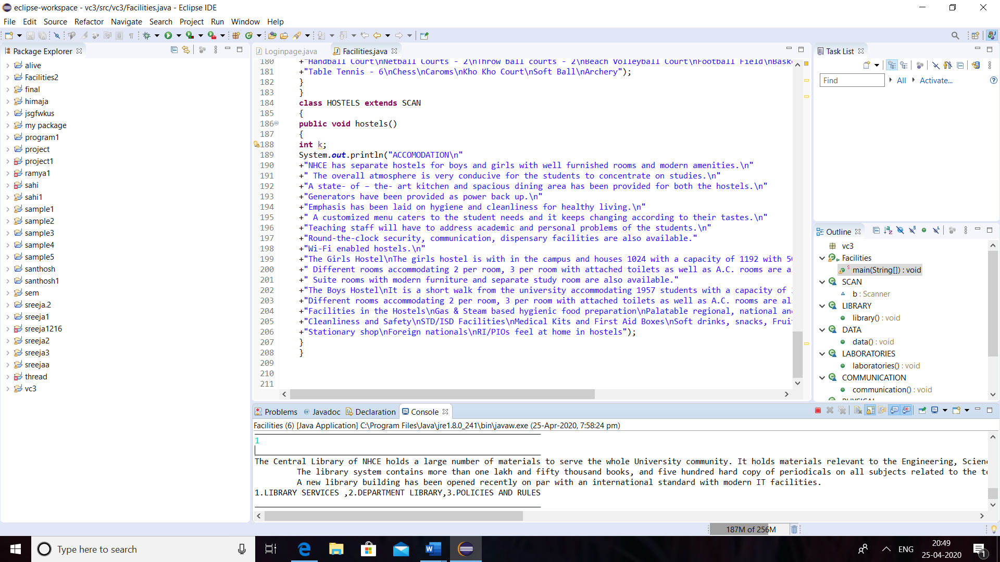 eclipse-workspace - vc3/src/vc3/Facilities.java - Eclipse IDE
File Edit Source Refactor Navigate Search Project Run Window Help
Package Explorer
alive
Facilities2
final
himaja
jsgfwkus
my package
program1
project
project1
ramya1
sahi
sahi1
sample1
sample2
sample3
sample4
sample5
santhosh
santhosh1
sem
sreeja.2
sreeja1
sreeja1216
sreeja2
sreeja3
sreejaa
thread
vc3
Loginpage.java Facilities.java
180 +"Handball Court\nNetball Courts - 2\nThrow ball courts - 2\nBeach Volleyball Court\nFootball Field\nBask
181 +"Table Tennis - 6\nChess\nCaroms\nKho Kho Court\nSoft Ball\nArchery");
182 }
183 }
184 class HOSTELS extends SCAN
185 {
186 public void hostels()
187 {
188 int k;
189 System.out.println("ACCOMODATION\n"
190 +"NHCE has separate hostels for boys and girls with well furnished rooms and modern amenities.\n"
191 +" The overall atmosphere is very conducive for the students to concentrate on studies.\n"
192 +"A state- of – the- art kitchen and spacious dining area has been provided for both the hostels.\n"
193 +"Generators have been provided as power back up.\n"
194 +"Emphasis has been laid on hygiene and cleanliness for healthy living.\n"
195 +" A customized menu caters to the student needs and it keeps changing according to their tastes.\n"
196 +"Teaching staff will have to address academic and personal problems of the students.\n"
197 +"Round-the-clock security, communication, dispensary facilities are also available."
198 +"Wi-Fi enabled hostels.\n"
199 +"The Girls Hostel\nThe girls hostel is with in the campus and houses 1024 with a capacity of 1192 with
200 +" Different rooms accommodating 2 per room, 3 per room with attached toilets as well as A.C. rooms are
201 +" Suite rooms with modern furniture and separate study room are also available."
202 +"The Boys Hostel\nIt is a short walk from the university accommodating 1957 students with a capacity of
203 +"Different rooms accommodating 2 per room, 3 per room with attached toilets as well as A.C. rooms are al
204 +"Facilities in the Hostels\nGas & Steam based hygienic food preparation\nPalatable regional, national an
205 +"Cleanliness and Safety\nSTD/ISD Facilities\nMedical Kits and First Aid Boxes\nSoft drinks, snacks, Frui
206 +"Stationary shop\nForeign nationals\nRI/PIOs feel at home in hostels");
207 }
208 }
209
210
211
Task List
Find All Activate...
Outline
vc3
Facilities
main(String[]) : void
SCAN
b : Scanner
LIBRARY
library() : void
DATA
data() : void
LABORATORIES
laboratories() : void
COMMUNICATION
communication() : void
PHYSICAL
Problems @ Javadoc Declaration Console
Facilities (6) [Java Application] C:\Program Files\Java\jre1.8.0_241\bin\javaw.exe (25-Apr-2020, 7:58:24 pm)
1
The Central Library of NHCE holds a large number of materials to serve the whole University community. It holds materials relevant to the Engineering, Scien
The library system contains more than one lakh and fifty thousand books, and five hundred hard copy of periodicals on all subjects related to the te
A new library building has been opened recently on par with an international standard with modern IT facilities.
1.LIBRARY SERVICES ,2.DEPARTMENT LIBRARY,3.POLICIES AND RULES
187M of 256M
Type here to search
ENG
20:49
25-04-2020
1